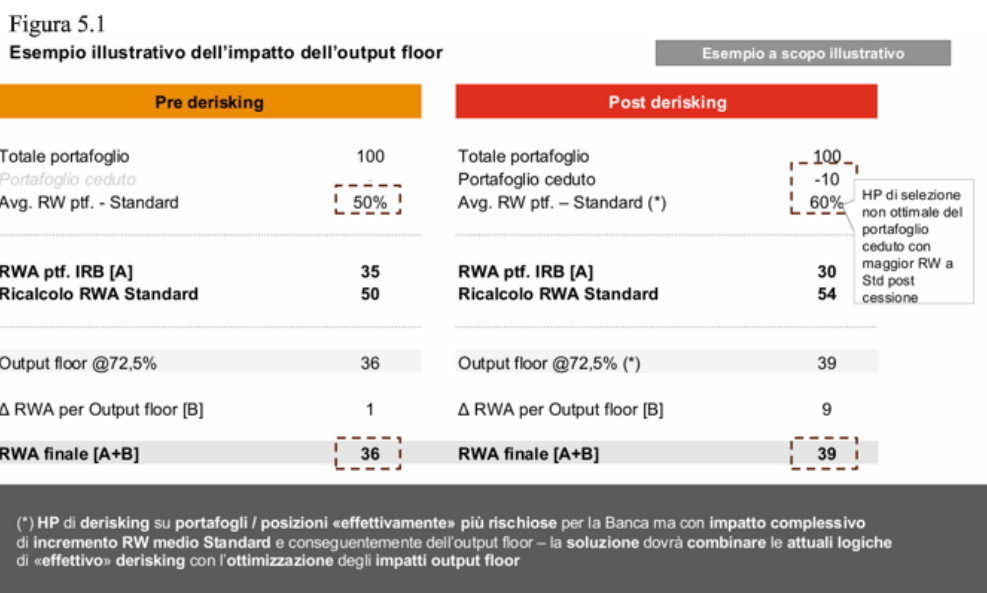 Figura 5.1
Esempio illustrativo dell'impatto dell'output floor
Esempio a scopo illustrativo
Pre derisking
Totale portafoglio 100
Portafoglio ceduto -
Avg. RW ptf. - Standard 50%
RWA ptf. IRB [A] 35
Ricalcolo RWA Standard 50
Output floor @72,5% 36
Δ RWA per Output floor [B] 1
RWA finale [A+B] 36
Post derisking
Totale portafoglio 100
Portafoglio ceduto -10
Avg. RW ptf. – Standard (*) 60%
HP di selezione
non ottimale del
portafoglio
ceduto con
maggior RW a
Std post
cessione
RWA ptf. IRB [A] 30
Ricalcolo RWA Standard 54
Output floor @72,5% (*) 39
Δ RWA per Output floor [B] 9
RWA finale [A+B] 39
(*) HP di derisking su portafogli / posizioni «effettivamente» più rischiose per la Banca ma con impatto complessivo
di incremento RW medio Standard e conseguentemente dell'output floor – la soluzione dovrà combinare le attuali logiche
di «effettivo» derisking con l'ottimizzazione degli impatti output floor